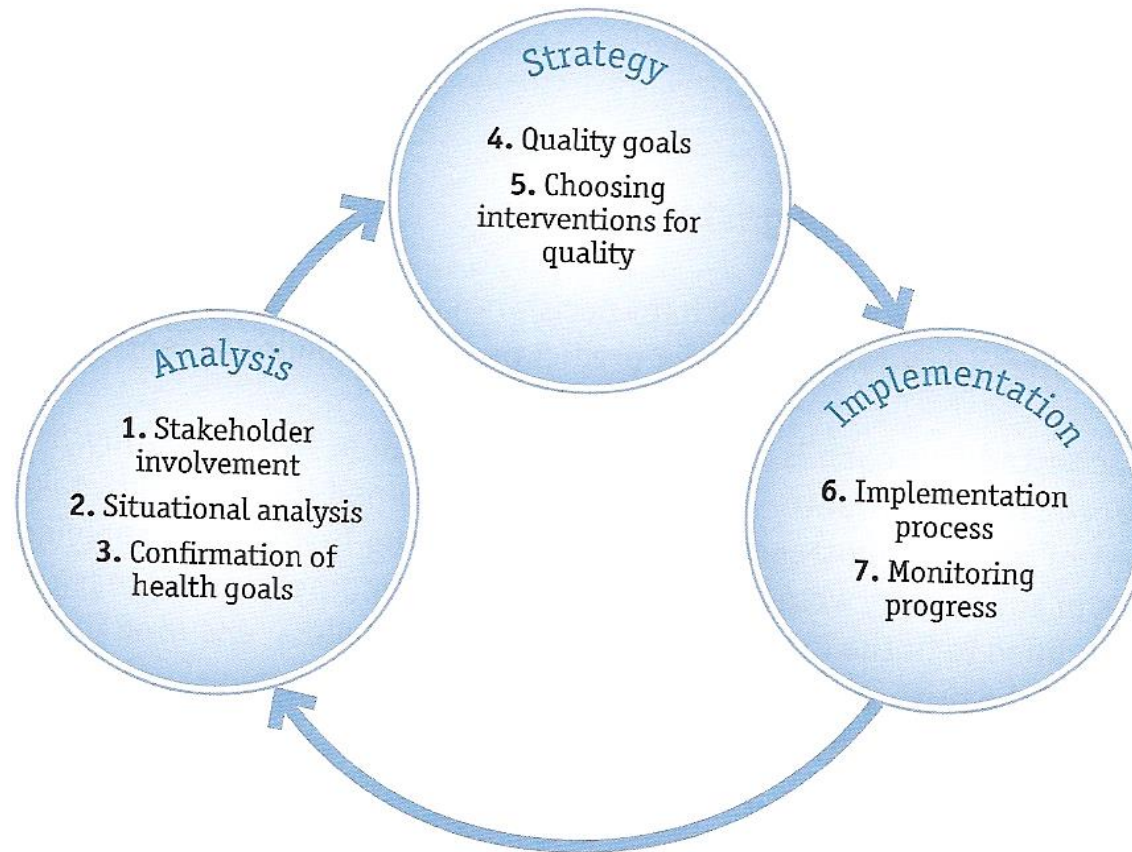 Strategy
4. Quality goals
5. Choosing
interventions for
quality
Analysis
1. Stakeholder
involvement
2. Situational analysis
3. Confirmation of
health goals
Implementation
6. Implementation
process
7. Monitoring
progress